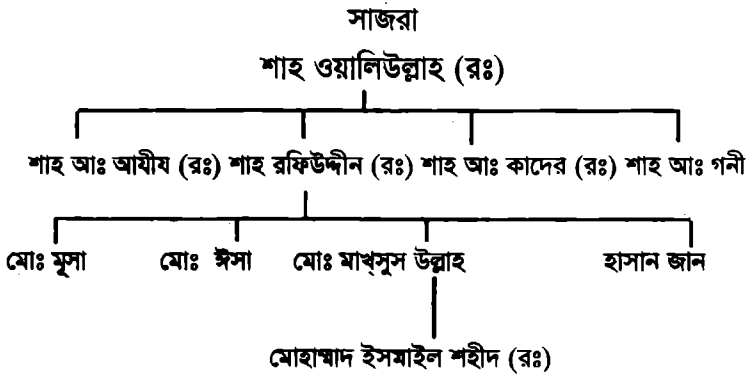 সাজরা
শাহ ওয়ালিউল্লাহ (রঃ)
শাহ আঃ আযীয (রঃ) শাহ রফিউদ্দীন (রঃ) শাহ আঃ কাদের (রঃ) শাহ আঃ গনী
মোঃ মূসা মোঃ ঈসা মোঃ মাখ্সুস উল্লাহ হাসান জান
মোহাম্মাদ ইসমাইল শহীদ (রঃ)